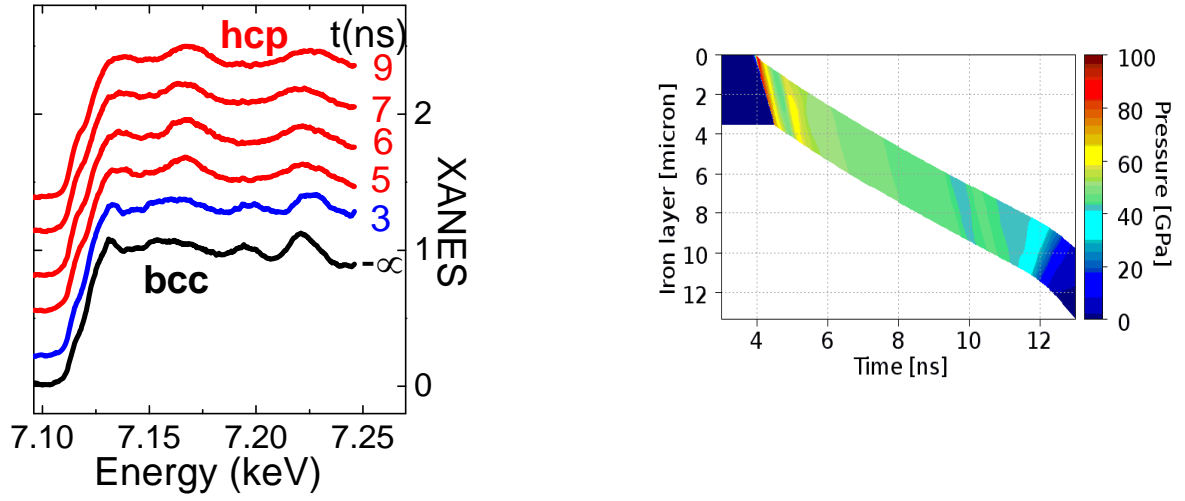 hcp
t(ns)
9
7
6
5
3
-∞
bcc
2
1
0
XANES
7.10 7.15 7.20 7.25
Energy (keV)
0
2
4
6
8
10
12
Iron layer [micron]
4 6 8 10 12
Time [ns]
100
80
60
40
20
0
Pressure [GPa]